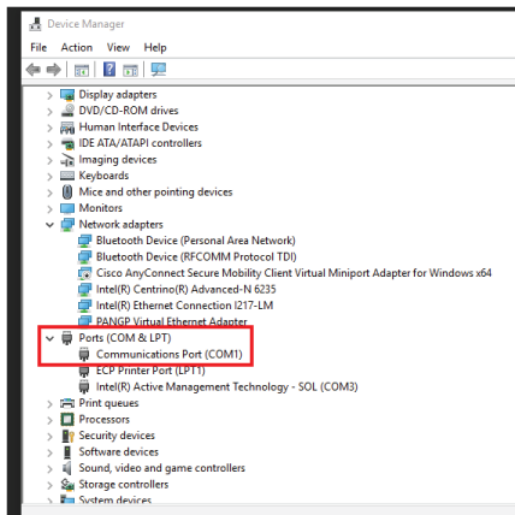 Device Manager
File Action View Help
Display adapters
DVD/CD-ROM drives
Human Interface Devices
IDE ATA/ATAPI controllers
Imaging devices
Keyboards
Mice and other pointing devices
Monitors
Network adapters
Bluetooth Device (Personal Area Network)
Bluetooth Device (RFCOMM Protocol TDI)
Cisco AnyConnect Secure Mobility Client Virtual Miniport Adapter for Windows x64
Intel(R) Centrino(R) Advanced-N 6235
Intel(R) Ethernet Connection I217-LM
PANGP Virtual Ethernet Adapter
Ports (COM & LPT)
Communications Port (COM1)
ECP Printer Port (LPT1)
Intel(R) Active Management Technology - SOL (COM3)
Print queues
Processors
Security devices
Software devices
Sound, video and game controllers
Storage controllers
System devices